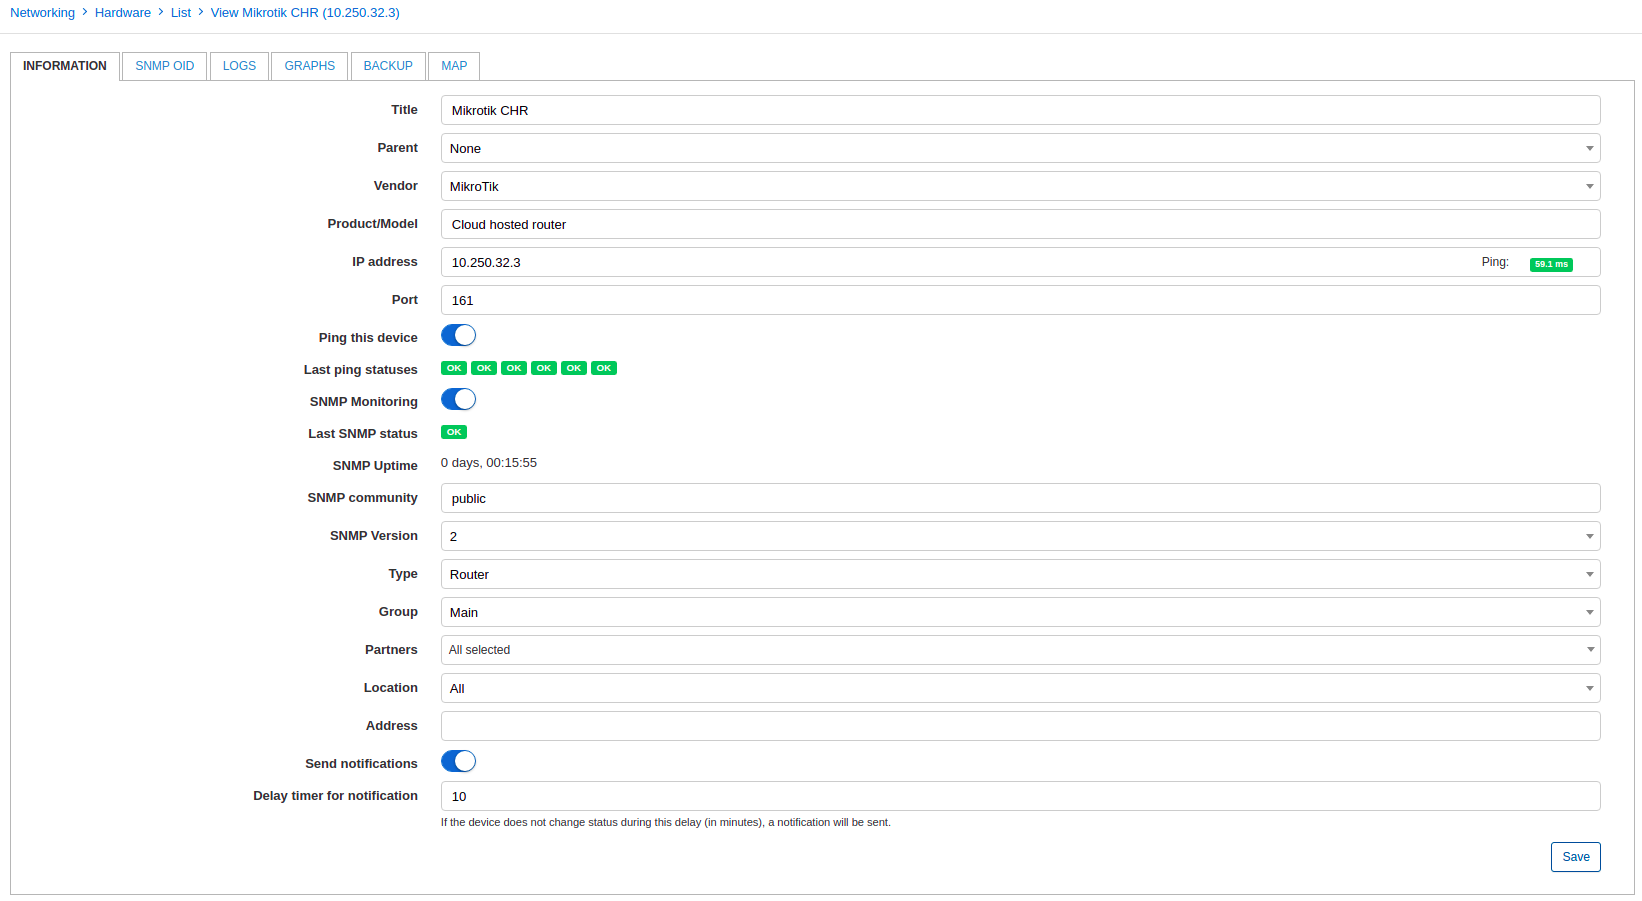 Networking > Hardware > List > View Mikrotik CHR (10.250.32.3)
INFORMATION SNMP OID LOGS GRAPHS BACKUP MAP
Title Mikrotik CHR
Parent None
Vendor MikroTik
Product/Model Cloud hosted router
IP address 10.250.32.3 Ping: 59.1 ms
Port 161
Ping this device
Last ping statuses OK OK OK OK OK OK
SNMP Monitoring
Last SNMP status OK
SNMP Uptime 0 days, 00:15:55
SNMP community public
SNMP Version 2
Type Router
Group Main
Partners All selected
Location All
Address
Send notifications
Delay timer for notification 10
If the device does not change status during this delay (in minutes), a notification will be sent.
Save